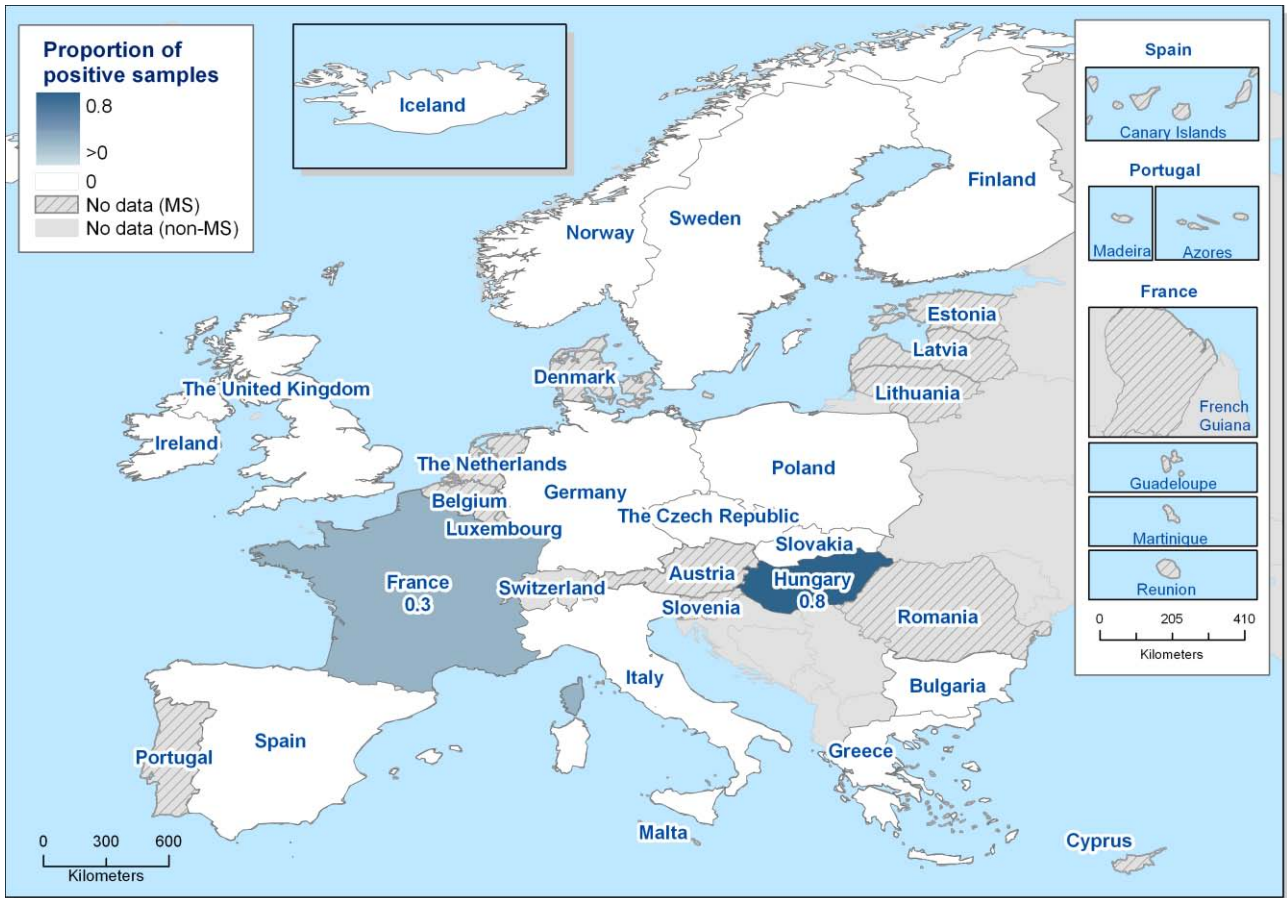 Proportion of
positive samples
0.8
>0
0
No data (MS)
No data (non-MS)
Iceland
Norway
Sweden
Finland
Estonia
Latvia
Lithuania
Denmark
The United Kingdom
Ireland
The Netherlands
Belgium
Luxembourg
Germany
Poland
The Czech Republic
Slovakia
France
0.3
Switzerland
Austria
Hungary
0.8
Slovenia
Romania
Italy
Bulgaria
Portugal
Spain
Greece
Malta
Cyprus
0 300 600
Kilometers
Spain
Canary Islands
Portugal
Madeira
Azores
France
French
Guiana
Guadeloupe
Martinique
Reunion
0 205 410
Kilometers